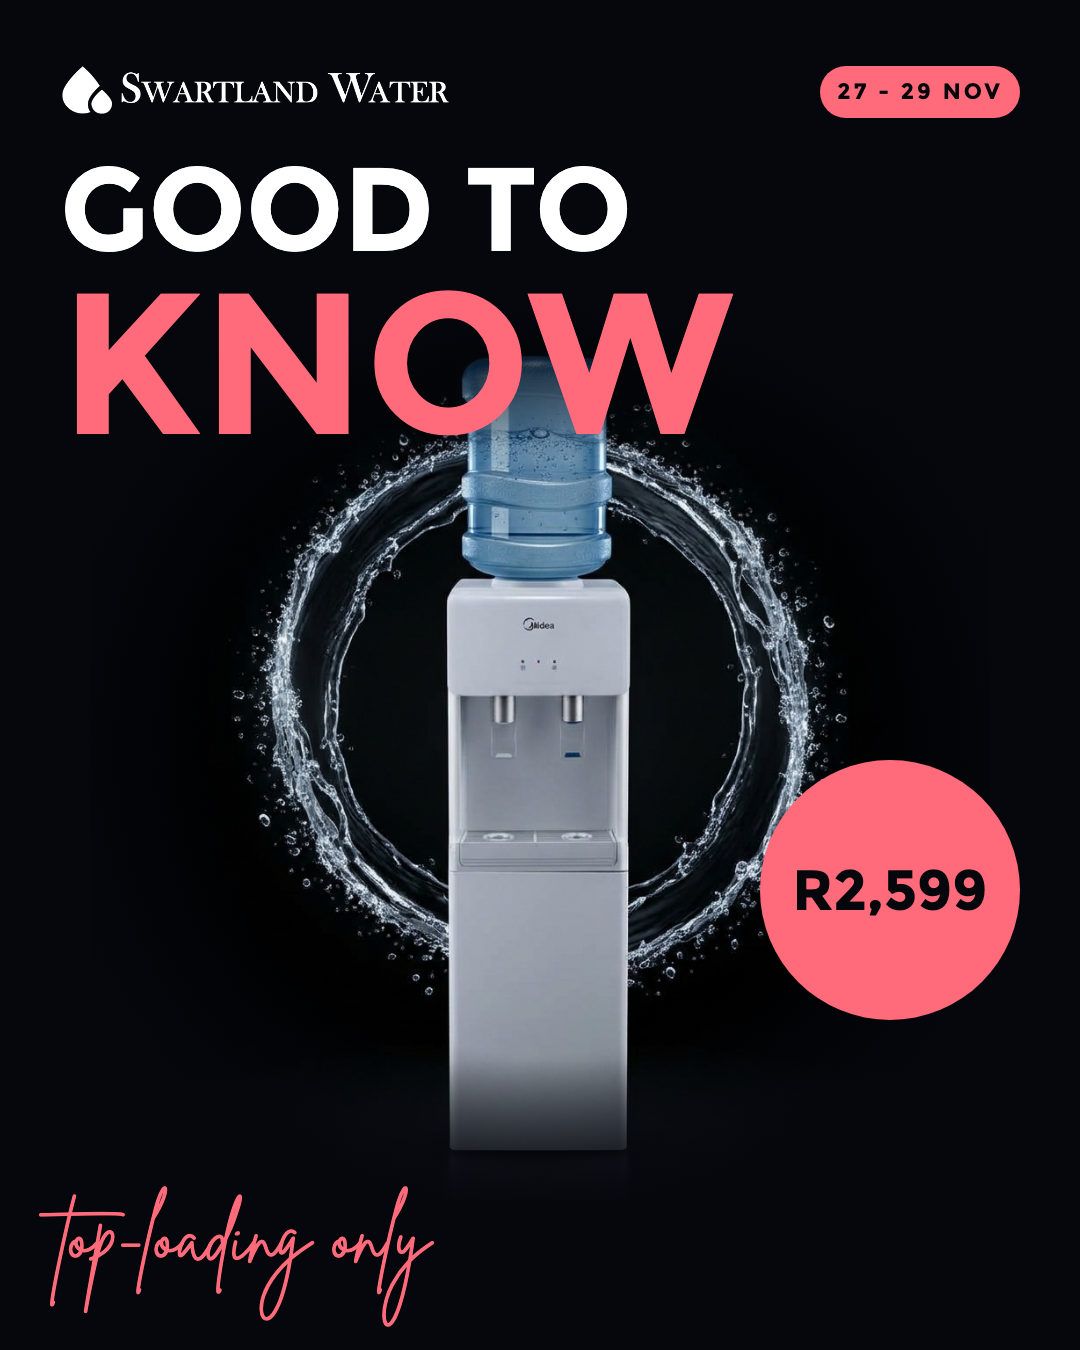 Swartland Water
27 - 29 NOV
GOOD TO
KNOW
Midea
R2,599
top-loading only